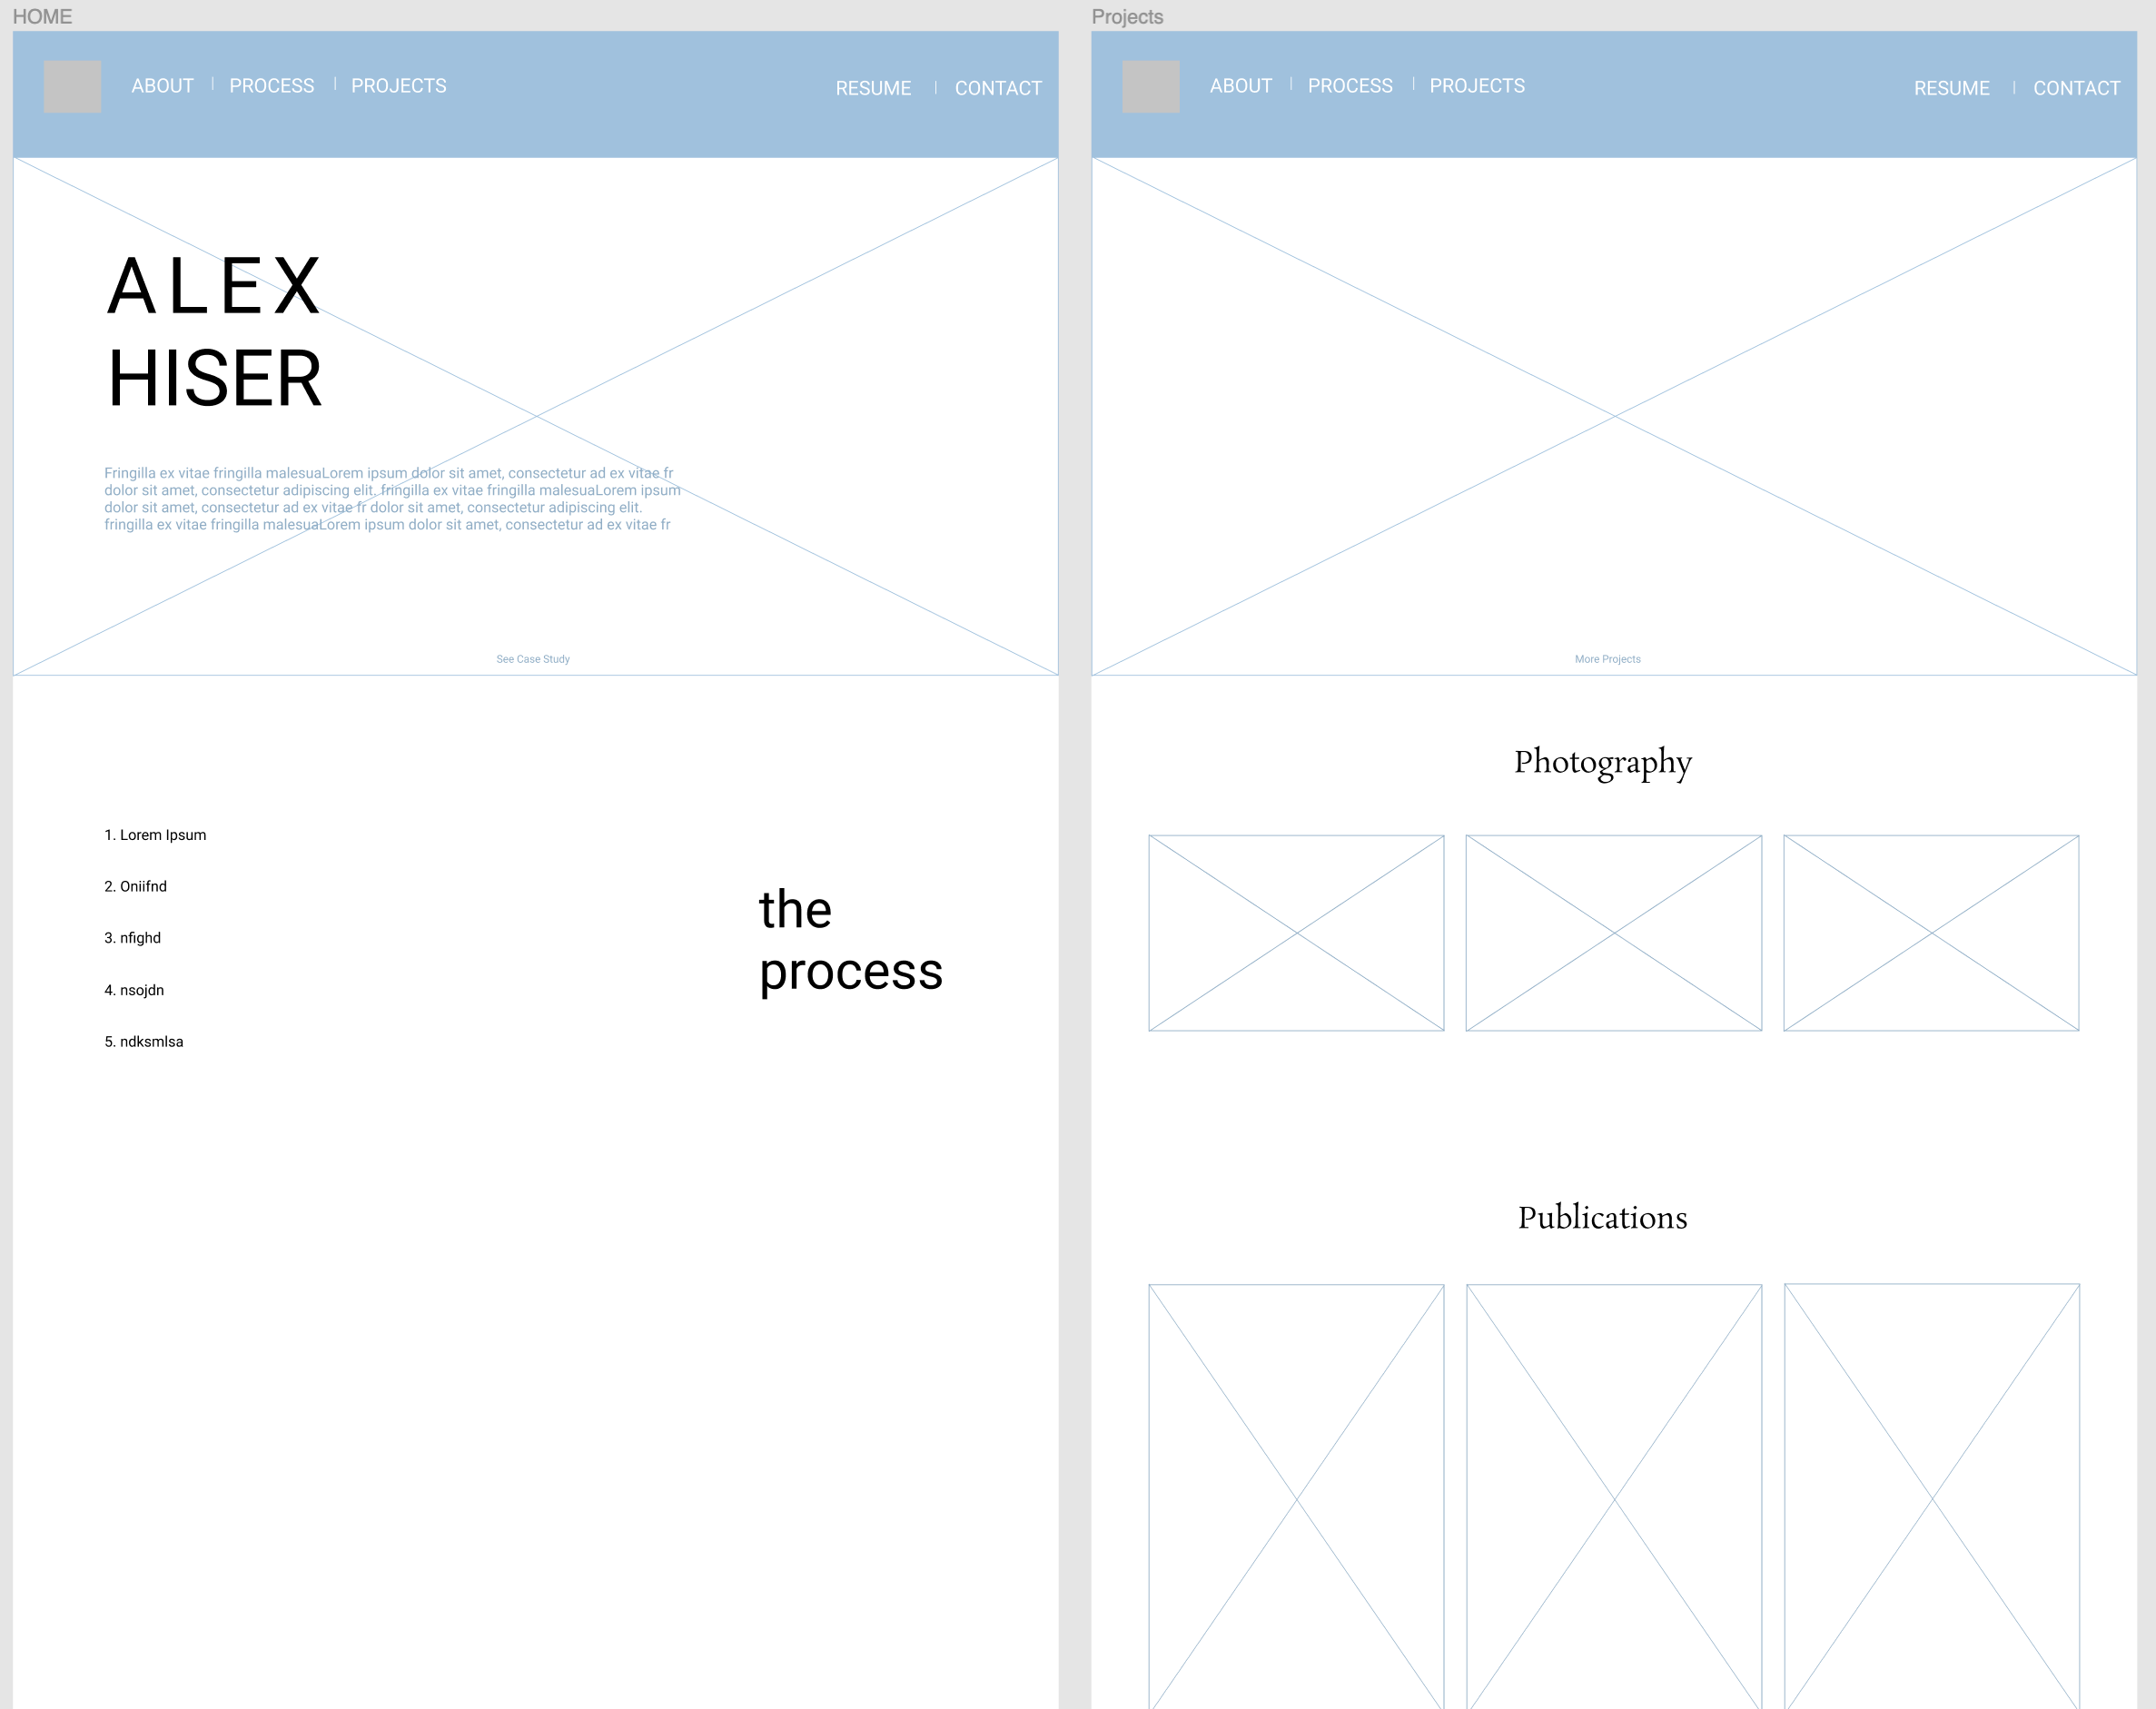 HOME
ABOUT | PROCESS | PROJECTS
RESUME | CONTACT
ALEX
HISER
Fringilla ex vitae fringilla malesuaLorem ipsum dolor sit amet, consectetur ad ex vitae fr
dolor sit amet, consectetur adipiscing elit. fringilla ex vitae fringilla malesuaLorem ipsum
dolor sit amet, consectetur ad ex vitae fr dolor sit amet, consectetur adipiscing elit.
fringilla ex vitae fringilla malesuaLorem ipsum dolor sit amet, consectetur ad ex vitae fr
See Case Study
1. Lorem Ipsum
2. Oniifnd
3. nfighd
4. nsojdn
5. ndksmlsa
the
process
Projects
ABOUT | PROCESS | PROJECTS
RESUME | CONTACT
More Projects
Photography
Publications